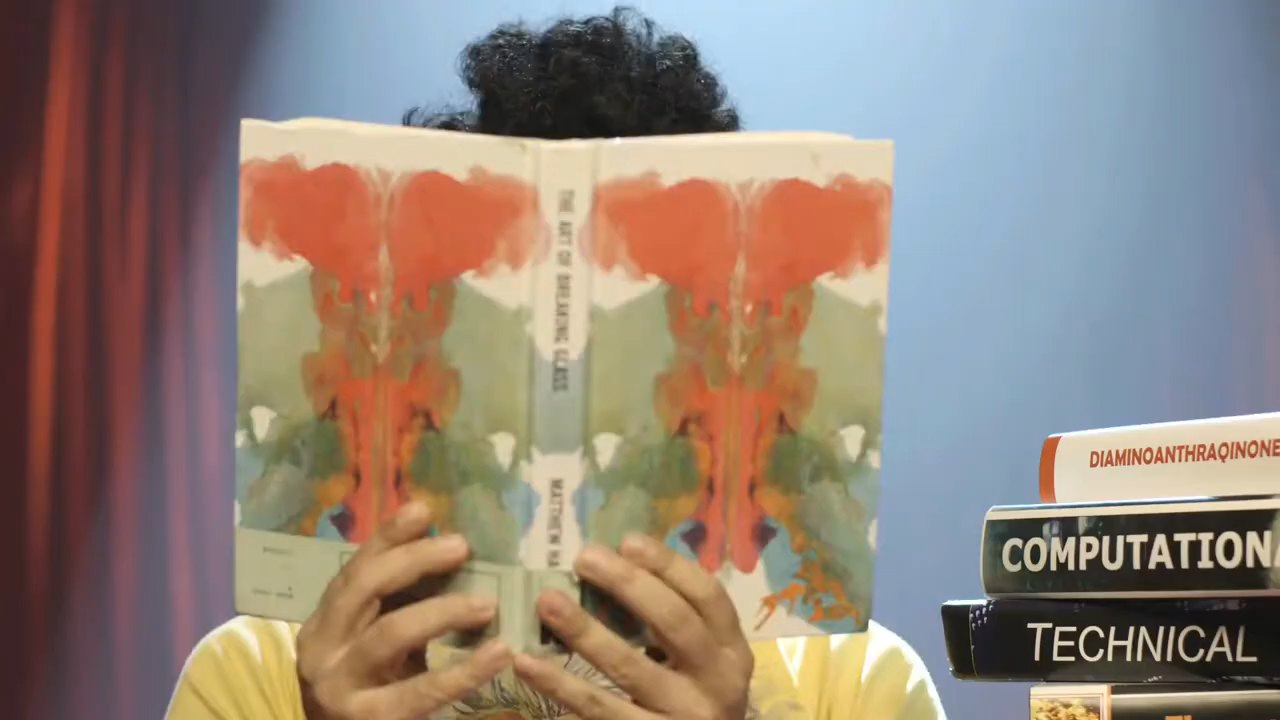 THE ART OF BREAKING GLASS
MATTHEW HA
DIAMINOANTHRAQINONE
COMPUTATIONA
TECHNICAL